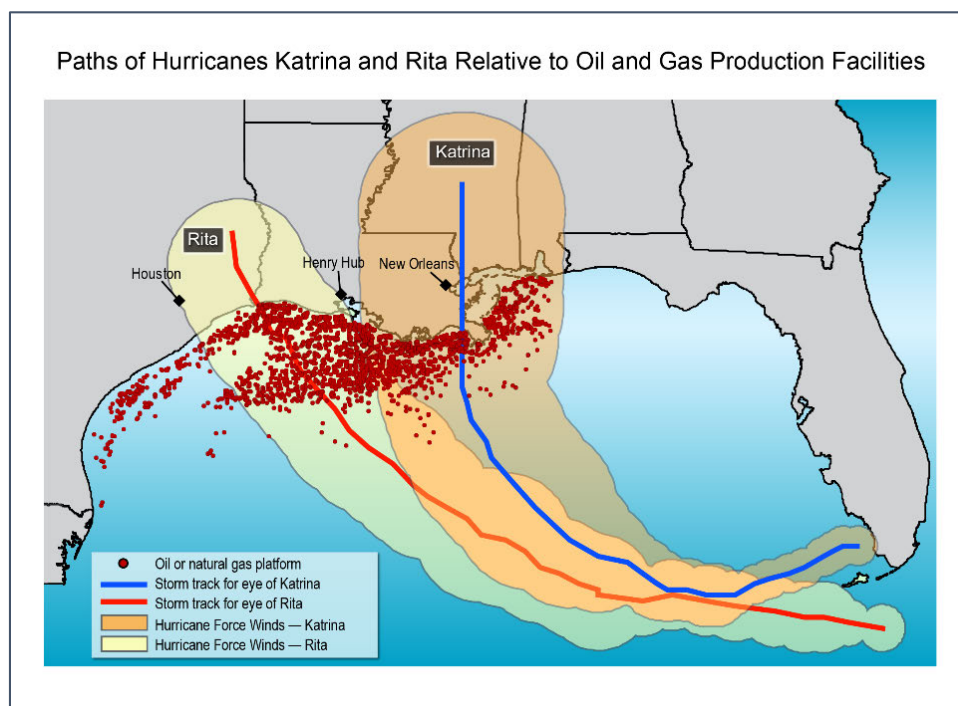 Paths of Hurricanes Katrina and Rita Relative to Oil and Gas Production Facilities
Katrina
Rita
Houston
Henry Hub
New Orleans
Oil or natural gas platform
Storm track for eye of Katrina
Storm track for eye of Rita
Hurricane Force Winds — Katrina
Hurricane Force Winds — Rita